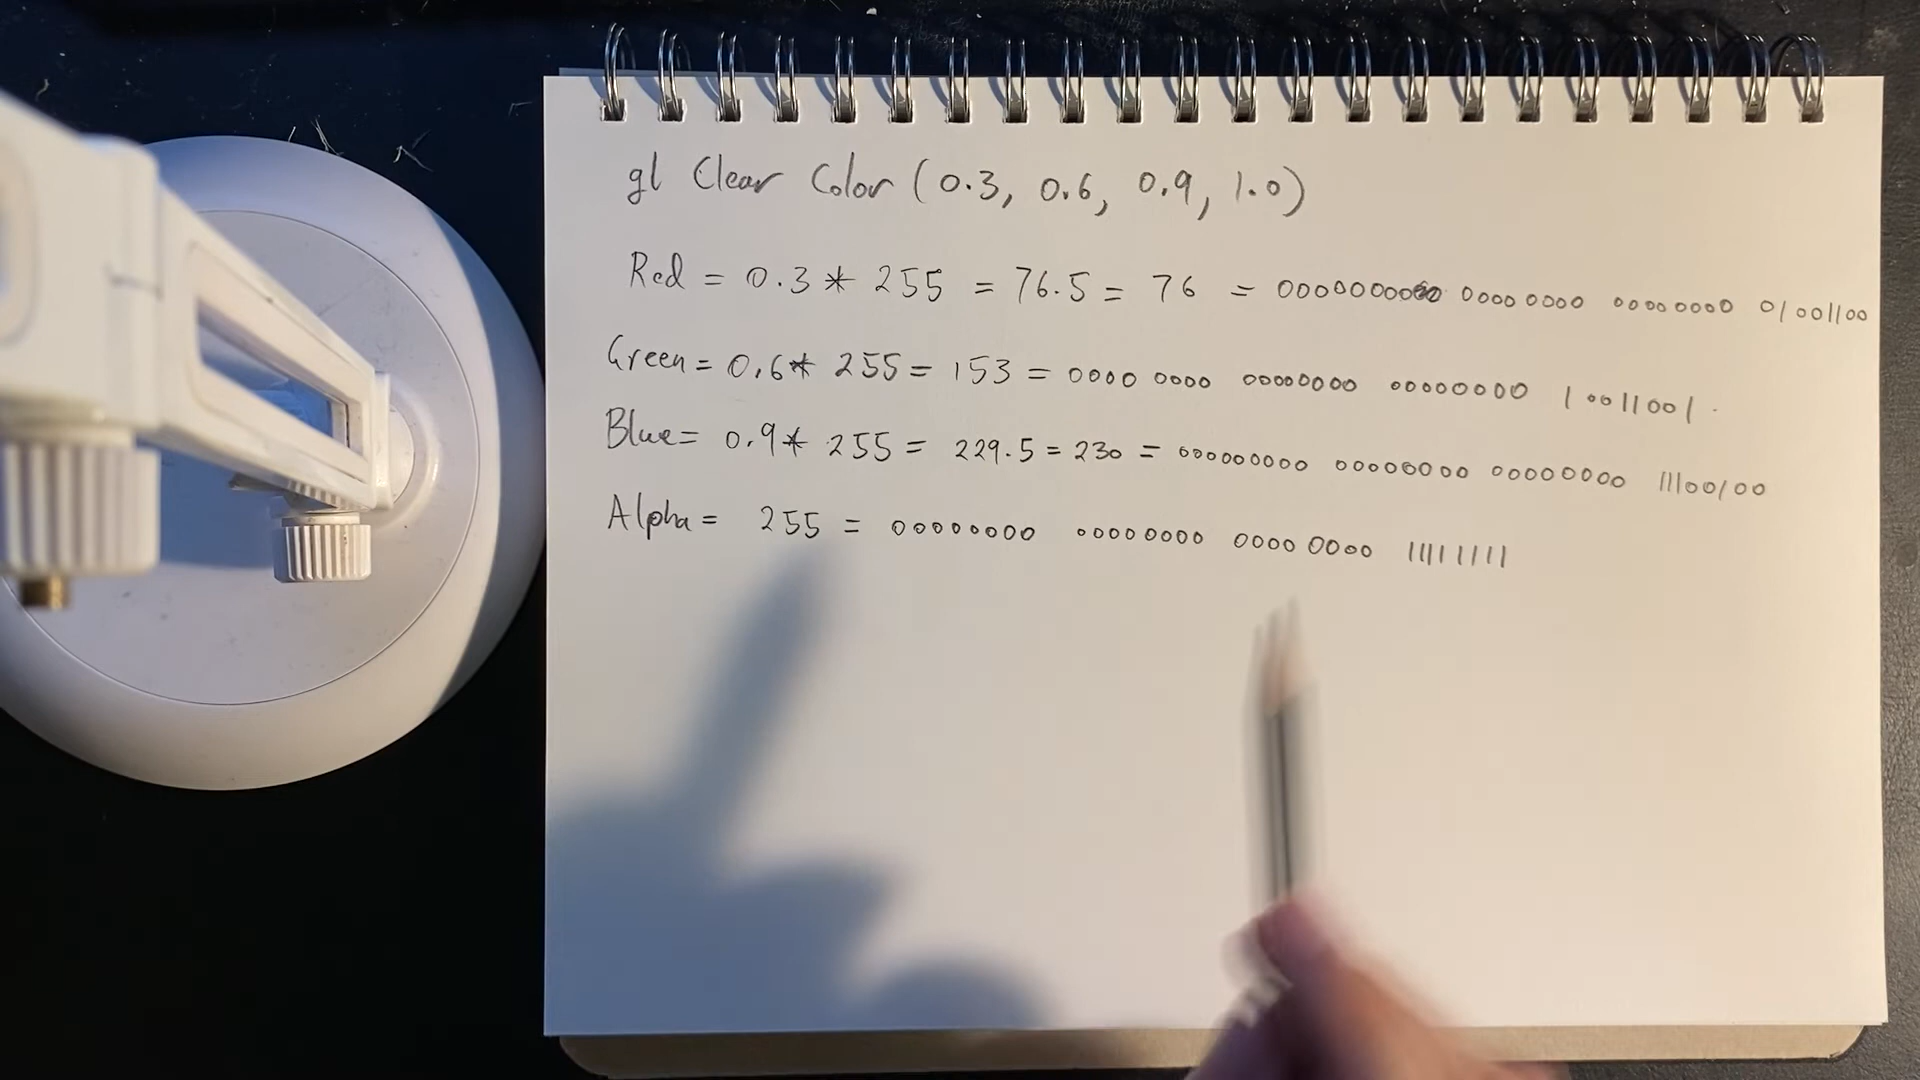 gl Clear Color (0.3, 0.6, 0.9, 1.0)
Red = 0.3 * 255 = 76.5 = 76 = 00000000 00000000 00000000 01001100
Green = 0.6 * 255 = 153 = 0000 0000 00000000 00000000 10011001
Blue = 0.9 * 255 = 229.5 = 230 = 000000000 00000000 00000000 11100100
Alpha = 255 = 00000000 00000000 0000 0000 11111111